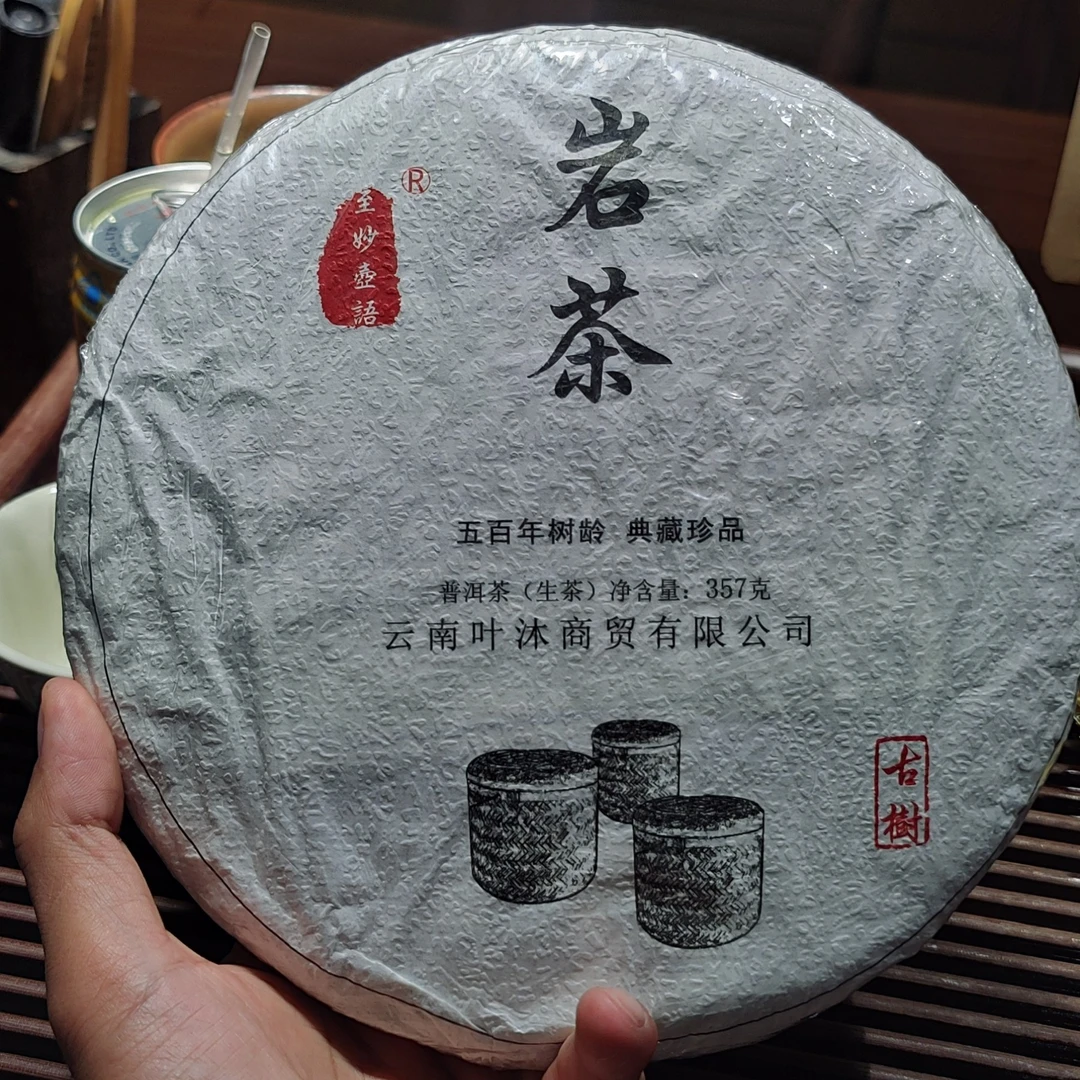 岩茶
至妙壺語
®
五百年树龄 典藏珍品
普洱茶（生茶）净含量：357克
云南叶沐商贸有限公司
古樹